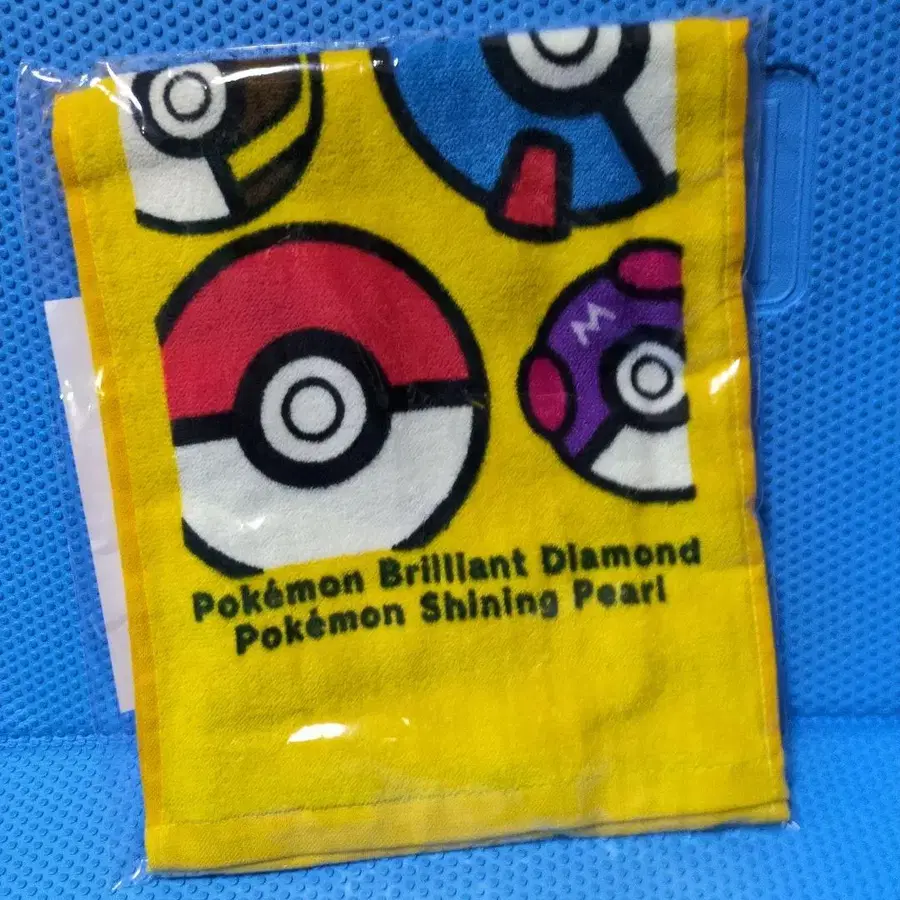 M
Pokémon Brilliant Diamond
Pokémon Shining Pearl